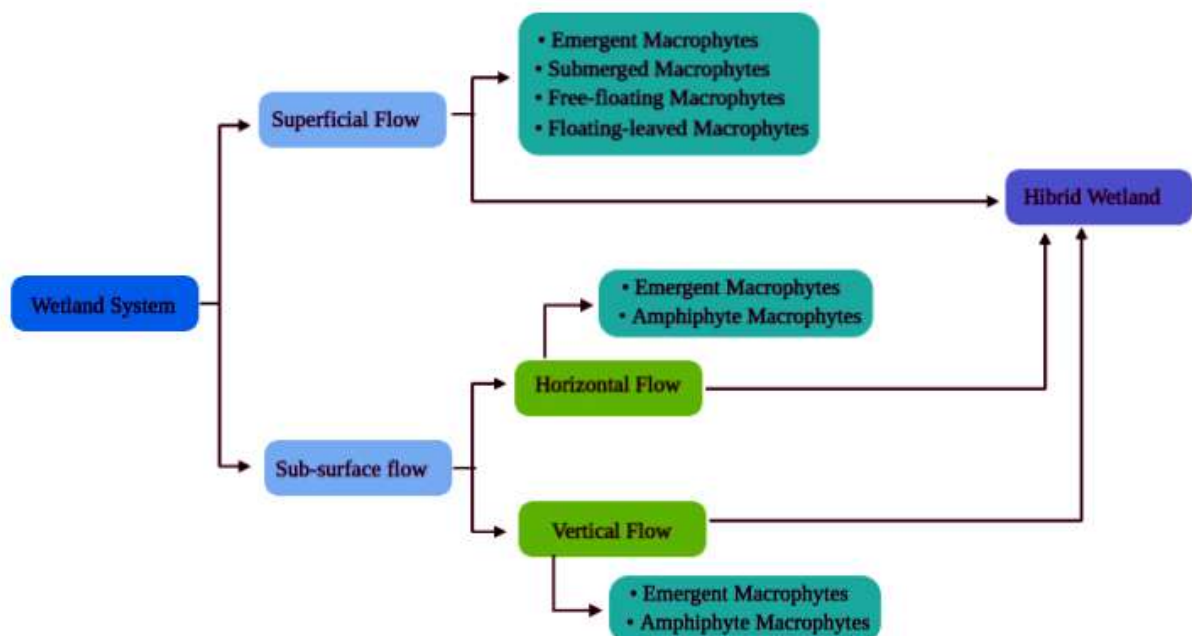 • Emergent Macrophytes
• Submerged Macrophytes
• Free-floating Macrophytes
• Floating-leaved Macrophytes
Superficial Flow
Hibrid Wetland
Wetland System
• Emergent Macrophytes
• Amphiphyte Macrophytes
Horizontal Flow
Sub-surface flow
Vertical Flow
• Emergent Macrophytes
• Amphiphyte Macrophytes